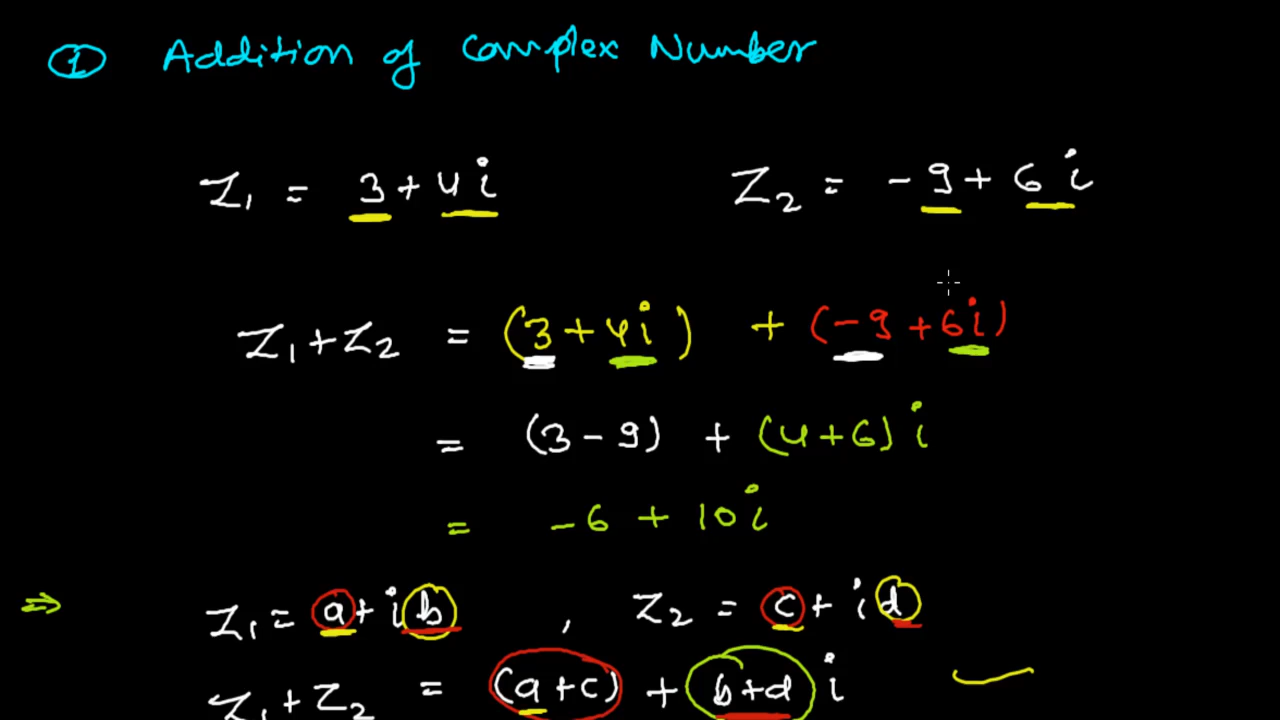 ① Addition of Complex Number
Z₁ = 3 + 4i Z₂ = -9 + 6i
Z₁ + Z₂ = (3 + 4i) + (-9 + 6i)
= (3 - 9) + (4 + 6) i
= -6 + 10i
⇒ Z₁ = a + ib , Z₂ = c + id
Z₁ + Z₂ = (a + c) + (b + d) i